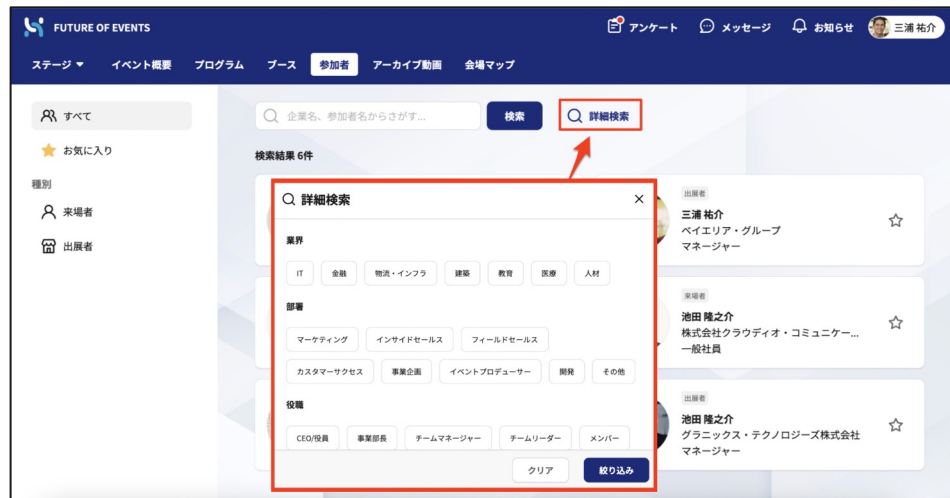 FUTURE OF EVENTS
アンケート
メッセージ
お知らせ
三浦 祐介
ステージ
イベント概要
プログラム
ブース
参加者
アーカイブ動画
会場マップ
すべて
お気に入り
種別
来場者
出展者
企業名、参加者名からさがす...
検索
詳細検索
検索結果 6件
詳細検索
業界
IT
金融
物流・インフラ
建築
教育
医療
人材
部署
マーケティング
インサイドセールス
フィールドセールス
カスタマーサクセス
事業企画
イベントプロデューサー
開発
その他
役職
CEO/役員
事業部長
チームマネージャー
チームリーダー
メンバー
クリア
絞り込み
出展者
三浦 祐介
ベイエリア・グループ
マネージャー
来場者
池田 隆之介
株式会社クラウディオ・コミュニケー...
一般社員
出展者
池田 隆之介
グラニックス・テクノロジーズ株式会社
マネージャー